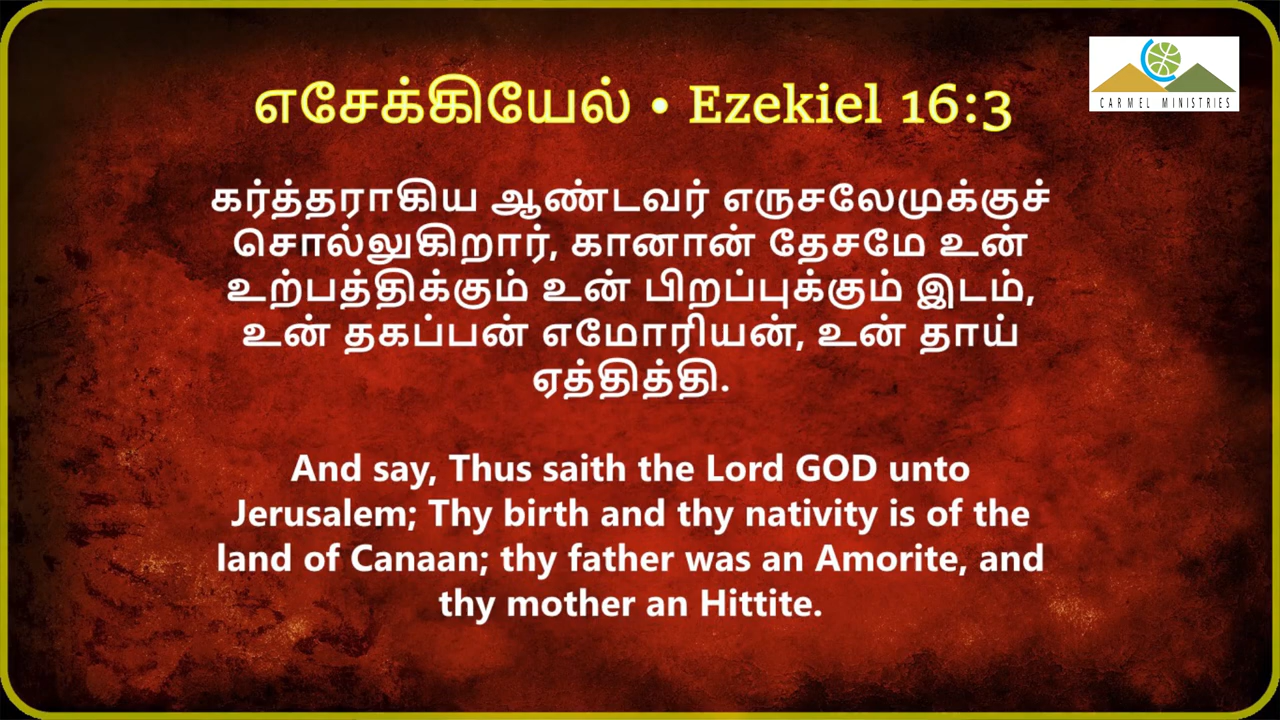 CARMEL MINISTRIES
எசேக்கியேல் • Ezekiel 16:3
கர்த்தராகிய ஆண்டவர் எருசலேமுக்குச்
சொல்லுகிறார், கானான் தேசமே உன்
உற்பத்திக்கும் உன் பிறப்புக்கும் இடம்,
உன் தகப்பன் எமோரியன், உன் தாய்
ஏத்தித்தி.
And say, Thus saith the Lord GOD unto
Jerusalem; Thy birth and thy nativity is of the
land of Canaan; thy father was an Amorite, and
thy mother an Hittite.